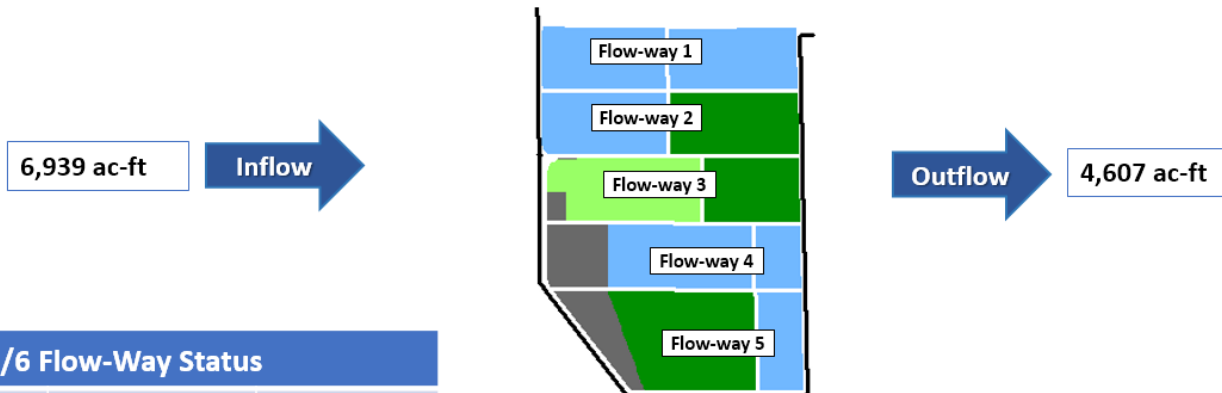 Flow-way 1
Flow-way 2
6,939 ac-ft
Inflow
Flow-way 3
Outflow
4,607 ac-ft
Flow-way 4
Flow-way 5
/6 Flow-Way Status